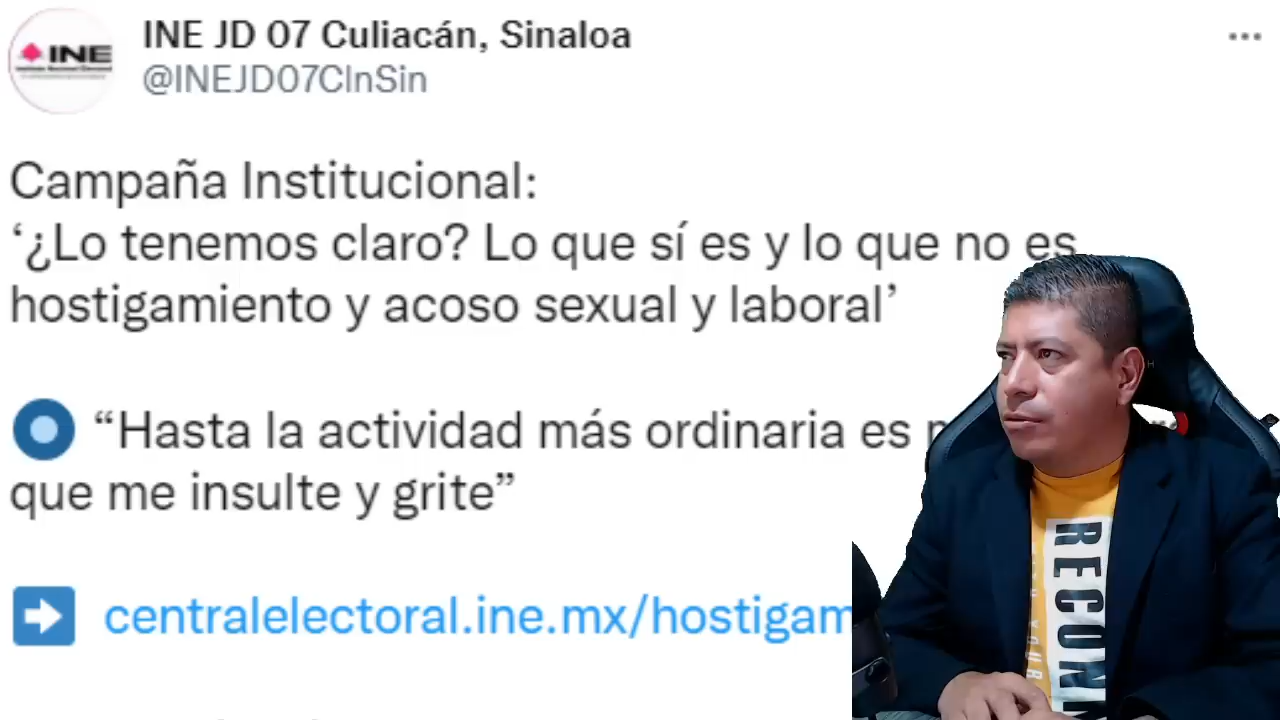 INE
INE JD 07 Culiacán, Sinaloa
@INEJD07ClnSin
Campaña Institucional:
‘¿Lo tenemos claro? Lo que sí es y lo que no es
hostigamiento y acoso sexual y laboral’
“Hasta la actividad más ordinaria es
que me insulte y grite”
centralelectoral.ine.mx/hostigam
RECON